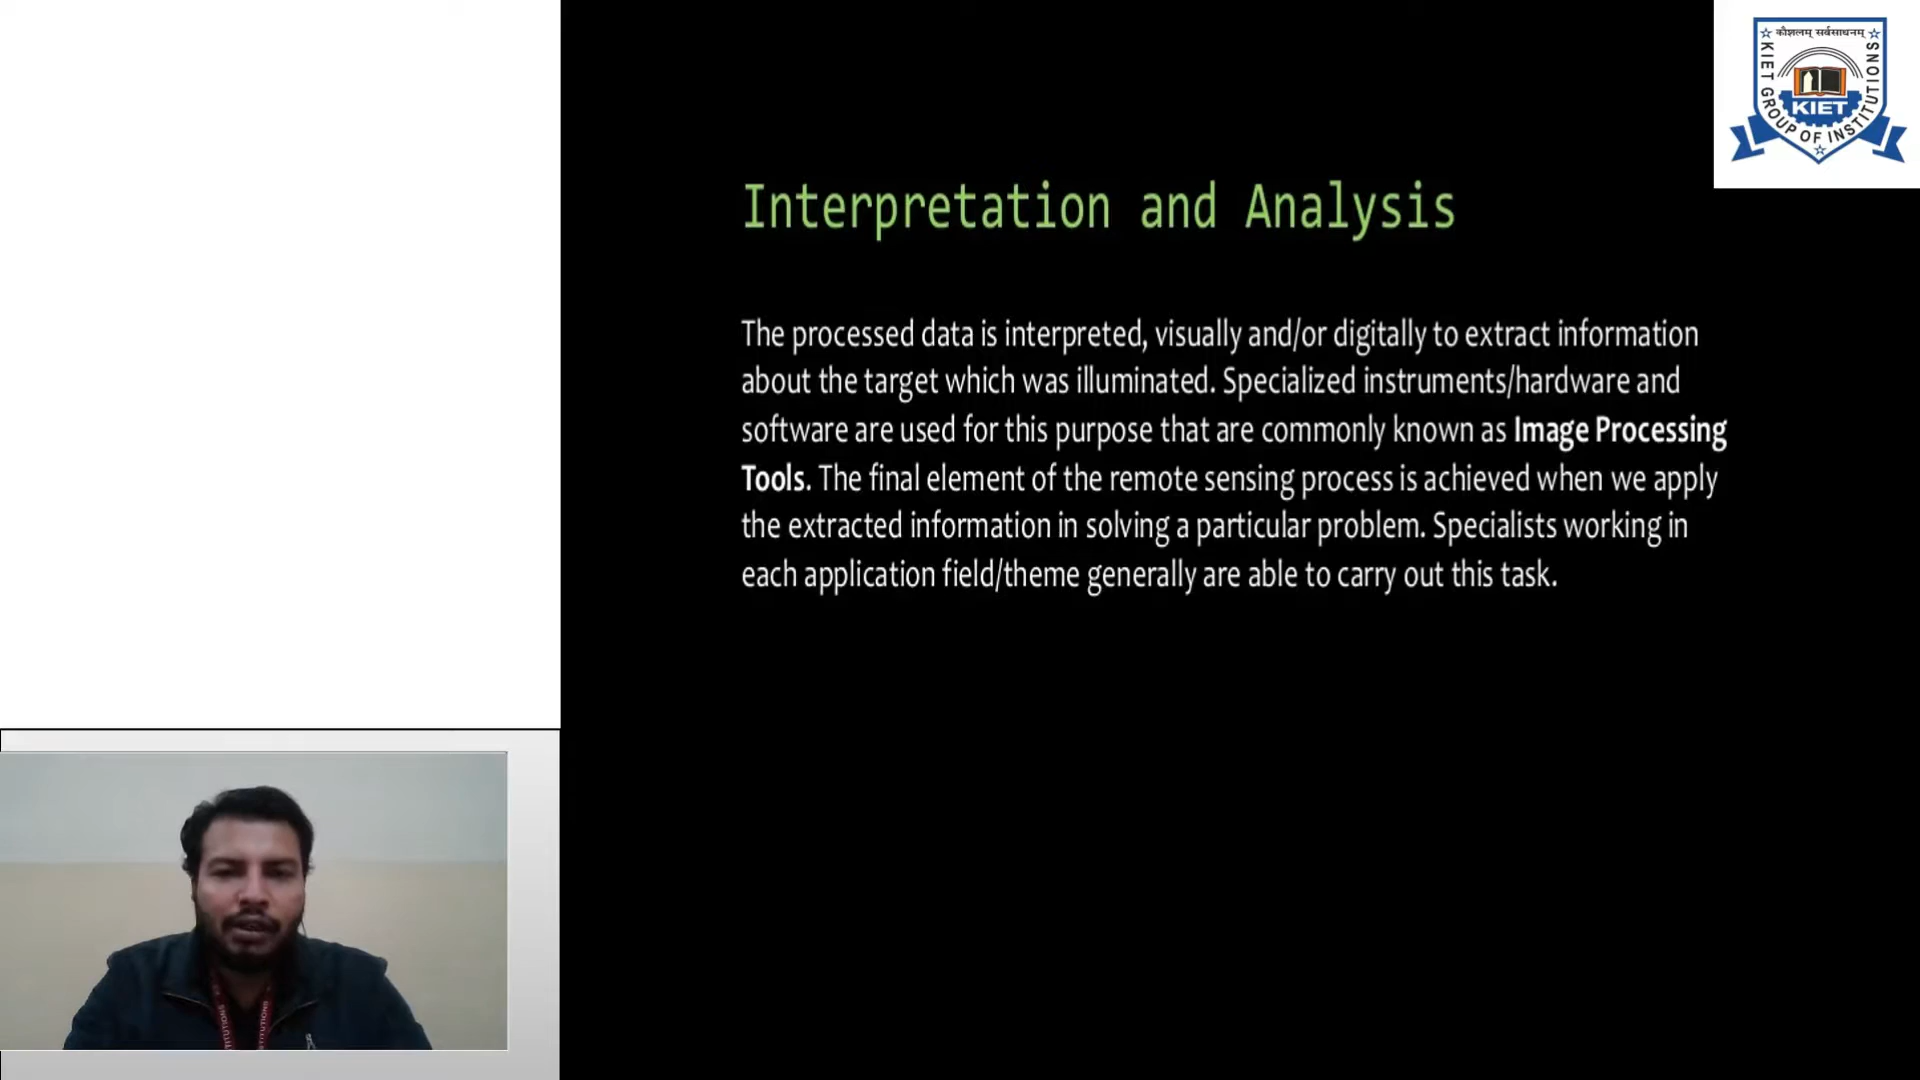 कौशलम् सर्वसाधनम्
KIET GROUP OF INSTITUTIONS
KIET
Interpretation and Analysis
The processed data is interpreted, visually and/or digitally to extract information
about the target which was illuminated. Specialized instruments/hardware and
software are used for this purpose that are commonly known as Image Processing
Tools. The final element of the remote sensing process is achieved when we apply
the extracted information in solving a particular problem. Specialists working in
each application field/theme generally are able to carry out this task.